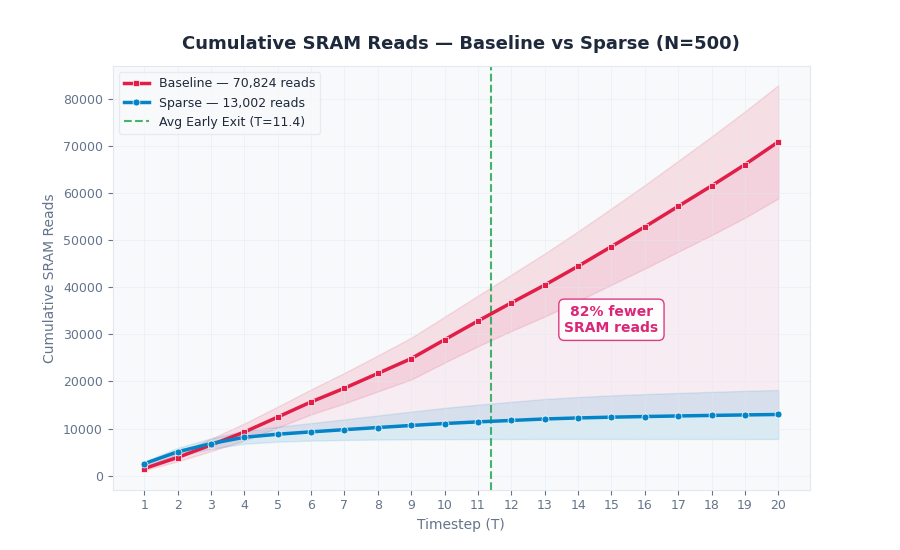 Cumulative SRAM Reads — Baseline vs Sparse (N=500)
Baseline — 70,824 reads
Sparse — 13,002 reads
Avg Early Exit (T=11.4)
Cumulative SRAM Reads
80000
70000
60000
50000
40000
30000
20000
10000
0
82% fewer
SRAM reads
1 2 3 4 5 6 7 8 9 10 11 12 13 14 15 16 17 18 19 20
Timestep (T)